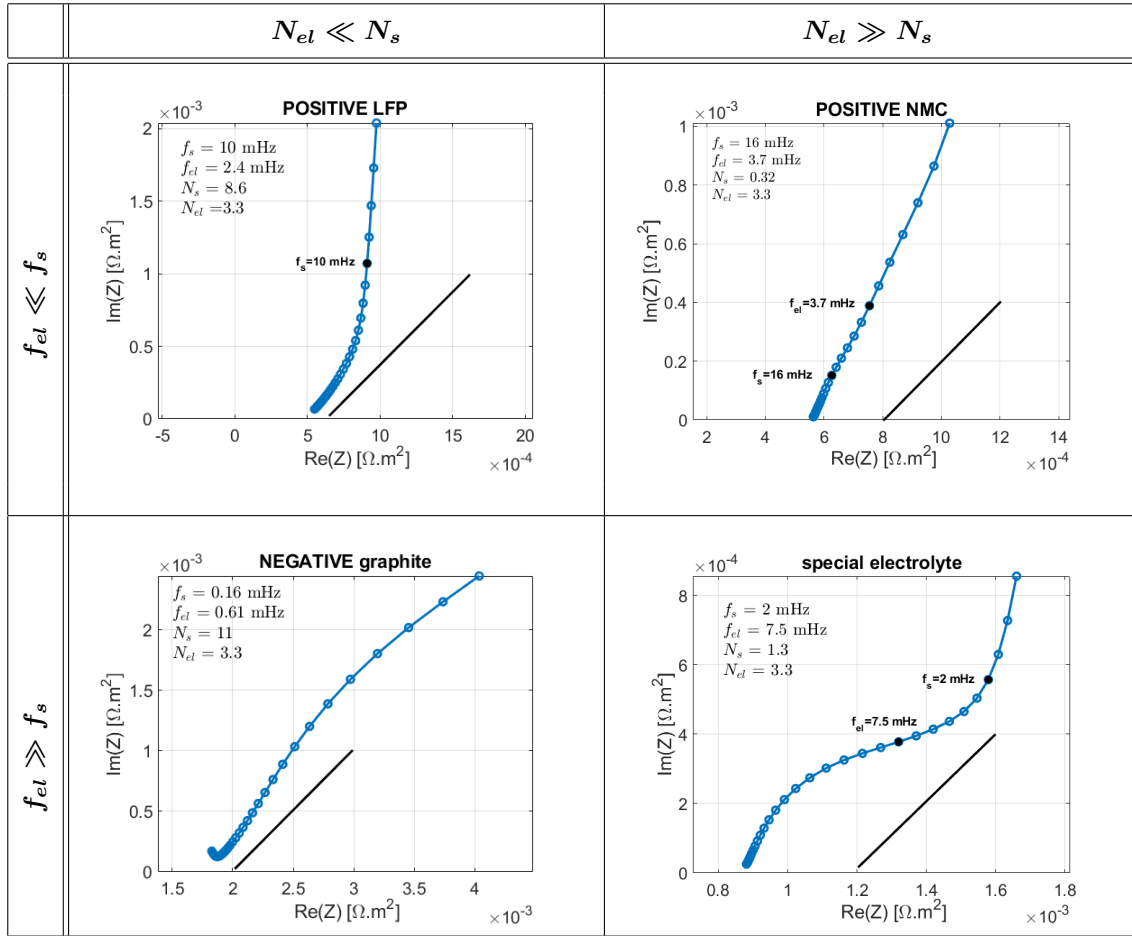 N_el ≪ N_s
N_el ≫ N_s
f_el ≪ f_s
POSITIVE LFP
×10^-3
f_s = 10 mHz
f_el = 2.4 mHz
N_s = 8.6
N_el =3.3
f_s=10 mHz
2
1.5
1
0.5
0
Im(Z) [Ω.m²]
-5 0 5 10 15 20
Re(Z) [Ω.m²]
×10^-4
POSITIVE NMC
×10^-3
f_s = 16 mHz
f_el = 3.7 mHz
N_s = 0.32
N_el = 3.3
f_el=3.7 mHz
f_s=16 mHz
1
0.8
0.6
0.4
0.2
0
Im(Z) [Ω.m²]
2 4 6 8 10 12 14
Re(Z) [Ω.m²]
×10^-4
f_el ≫ f_s
NEGATIVE graphite
×10^-3
f_s = 0.16 mHz
f_el = 0.61 mHz
N_s = 11
N_el = 3.3
2
1.5
1
0.5
0
Im(Z) [Ω.m²]
1.5 2 2.5 3 3.5 4
Re(Z) [Ω.m²]
×10^-3
special electrolyte
×10^-4
f_s = 2 mHz
f_el = 7.5 mHz
N_s = 1.3
N_el = 3.3
f_s=2 mHz
f_el=7.5 mHz
8
6
4
2
0
Im(Z) [Ω.m²]
0.8 1 1.2 1.4 1.6 1.8
Re(Z) [Ω.m²]
×10^-3